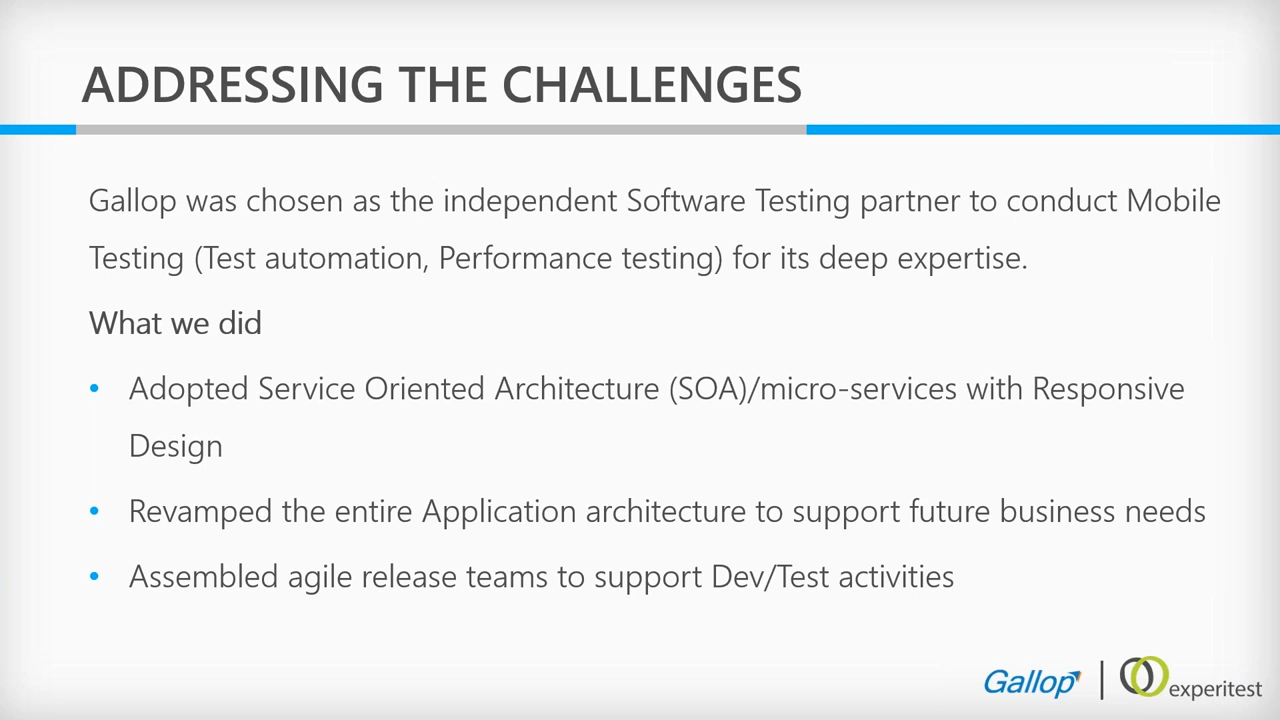 ADDRESSING THE CHALLENGES
Gallop was chosen as the independent Software Testing partner to conduct Mobile
Testing (Test automation, Performance testing) for its deep expertise.
What we did
• Adopted Service Oriented Architecture (SOA)/micro-services with Responsive
Design
• Revamped the entire Application architecture to support future business needs
• Assembled agile release teams to support Dev/Test activities
Gallop | experitest